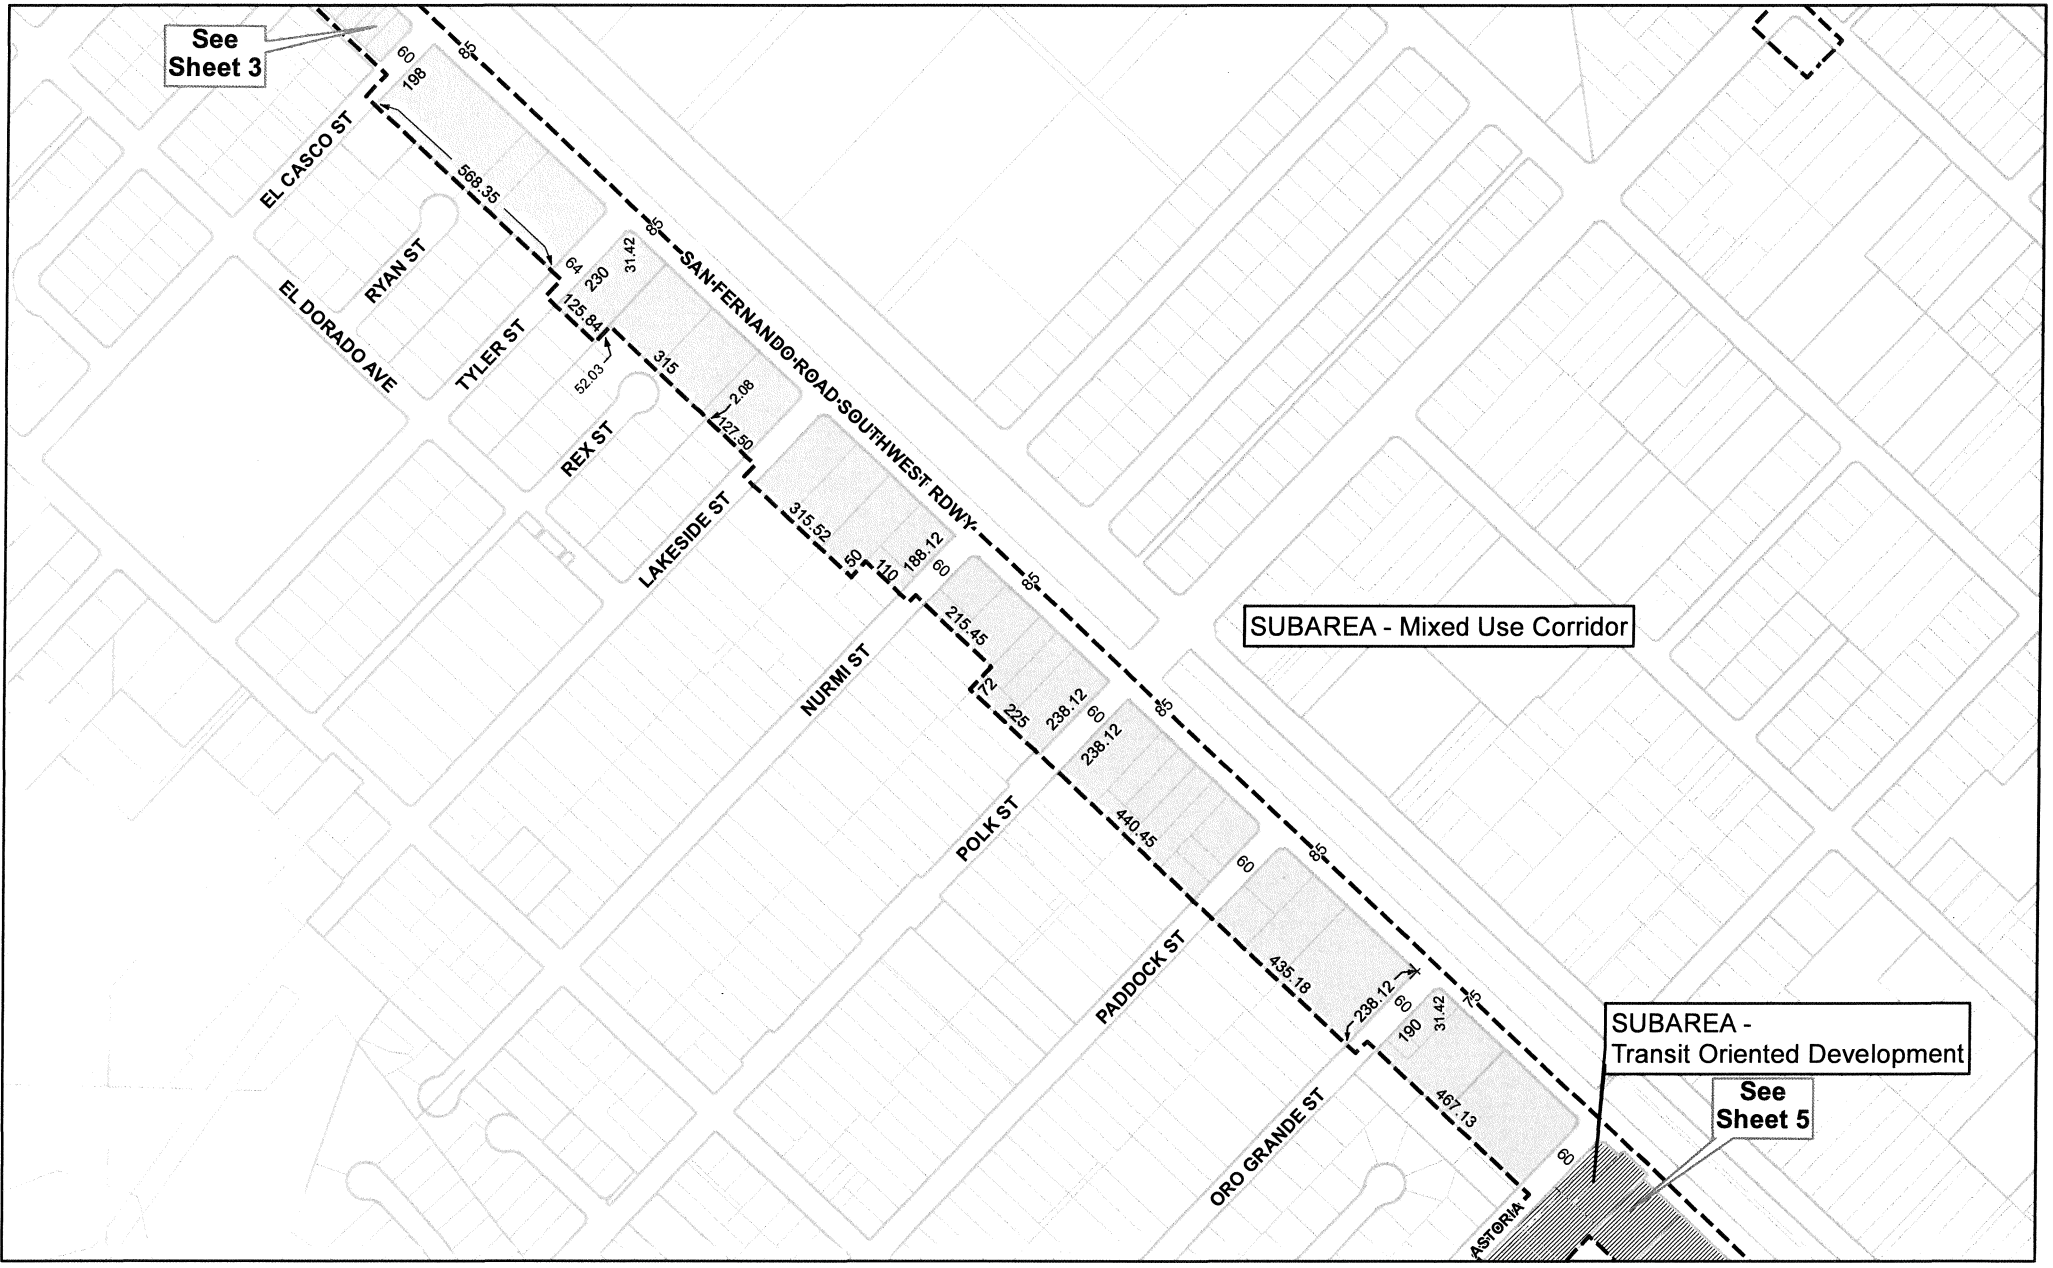 See
Sheet 3
60
198
85
EL CASCO ST
568.35
RYAN ST
EL DORADO AVE
85
64
230
31.42
125.84
TYLER ST
52.03
SAN FERNANDO ROAD SOUTHWEST RDWY
315
2.08
127.50
REX ST
LAKESIDE ST
315.52
50
110
188.12
60
85
NURMI ST
215.45
72
225
238.12
60
238.12
85
SUBAREA - Mixed Use Corridor
POLK ST
440.45
60
85
PADDOCK ST
435.18
238.12
60
190
31.42
75
ORO GRANDE ST
467.13
60
ASTORIA
SUBAREA -
Transit Oriented Development
See
Sheet 5